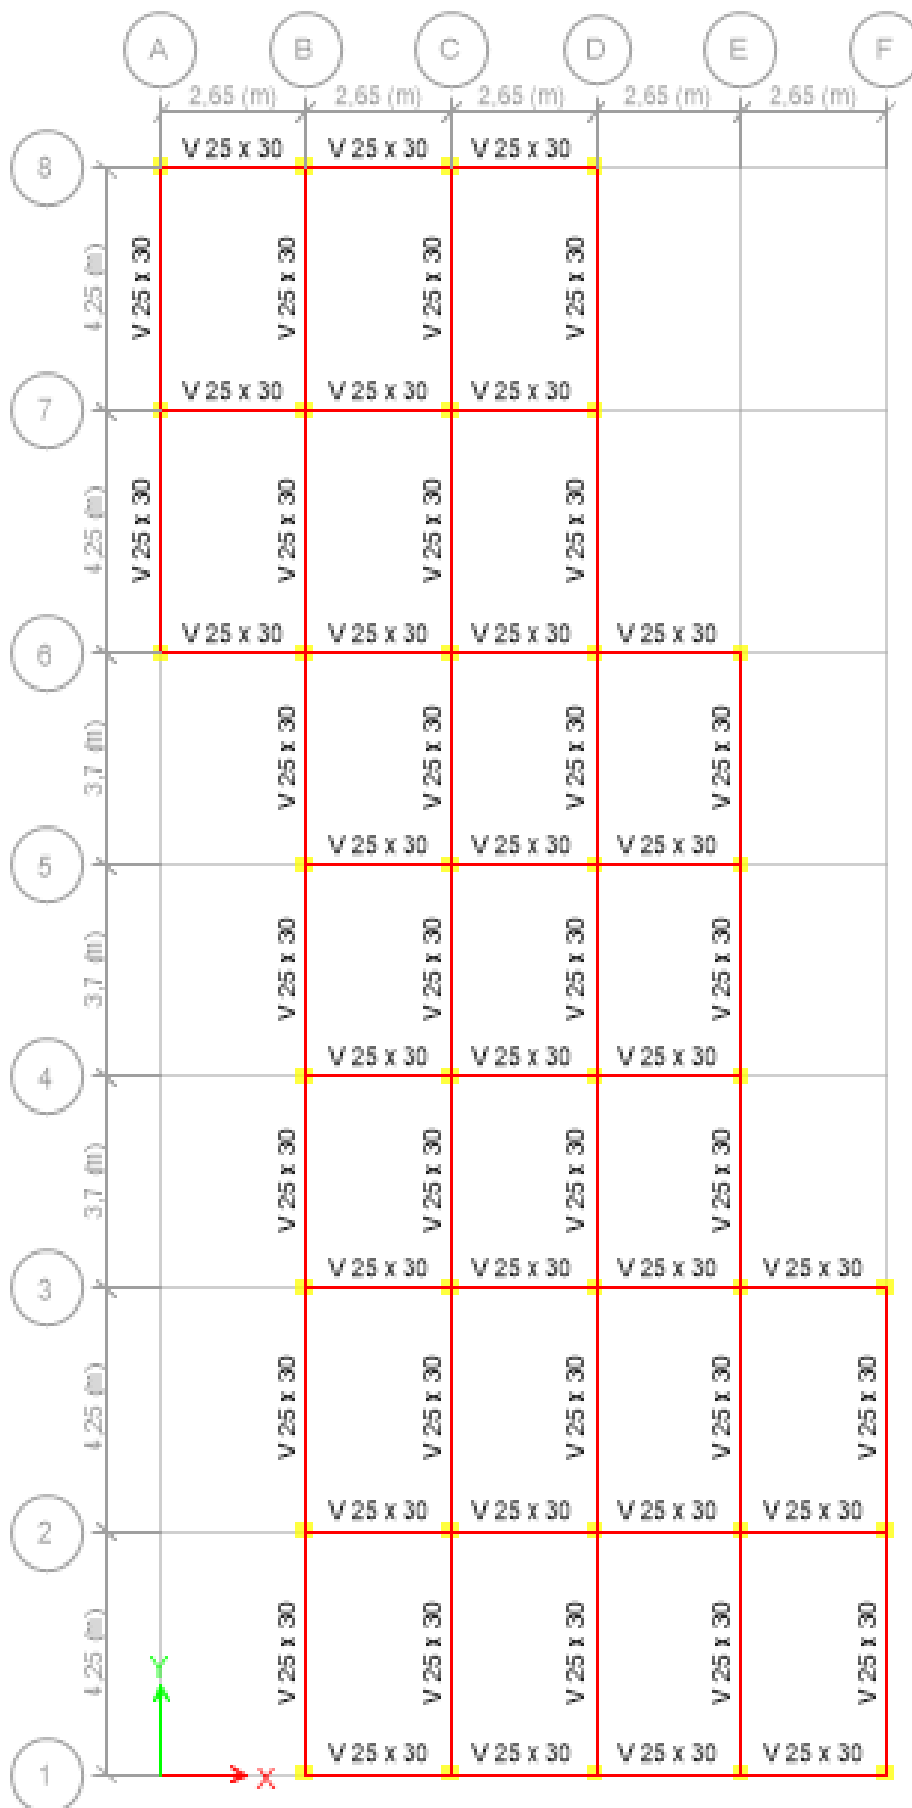 A B C D E F
2,65 (m) 2,65 (m) 2,65 (m) 2,65 (m) 2,65 (m)
V 25 x 30 V 25 x 30 V 25 x 30
8
4,25 (m) V 25 x 30 V 25 x 30 V 25 x 30 V 25 x 30
V 25 x 30 V 25 x 30 V 25 x 30
7
4,25 (m) V 25 x 30 V 25 x 30 V 25 x 30 V 25 x 30
V 25 x 30 V 25 x 30 V 25 x 30 V 25 x 30
6
3,7 (m) V 25 x 30 V 25 x 30 V 25 x 30 V 25 x 30
V 25 x 30 V 25 x 30 V 25 x 30
5
3,7 (m) V 25 x 30 V 25 x 30 V 25 x 30 V 25 x 30
V 25 x 30 V 25 x 30 V 25 x 30
4
3,7 (m) V 25 x 30 V 25 x 30 V 25 x 30 V 25 x 30
V 25 x 30 V 25 x 30 V 25 x 30 V 25 x 30
3
4,25 (m) V 25 x 30 V 25 x 30 V 25 x 30 V 25 x 30 V 25 x 30
V 25 x 30 V 25 x 30 V 25 x 30 V 25 x 30
2
4,25 (m) V 25 x 30 V 25 x 30 V 25 x 30 V 25 x 30 V 25 x 30
Y
V 25 x 30 V 25 x 30 V 25 x 30 V 25 x 30
1 X